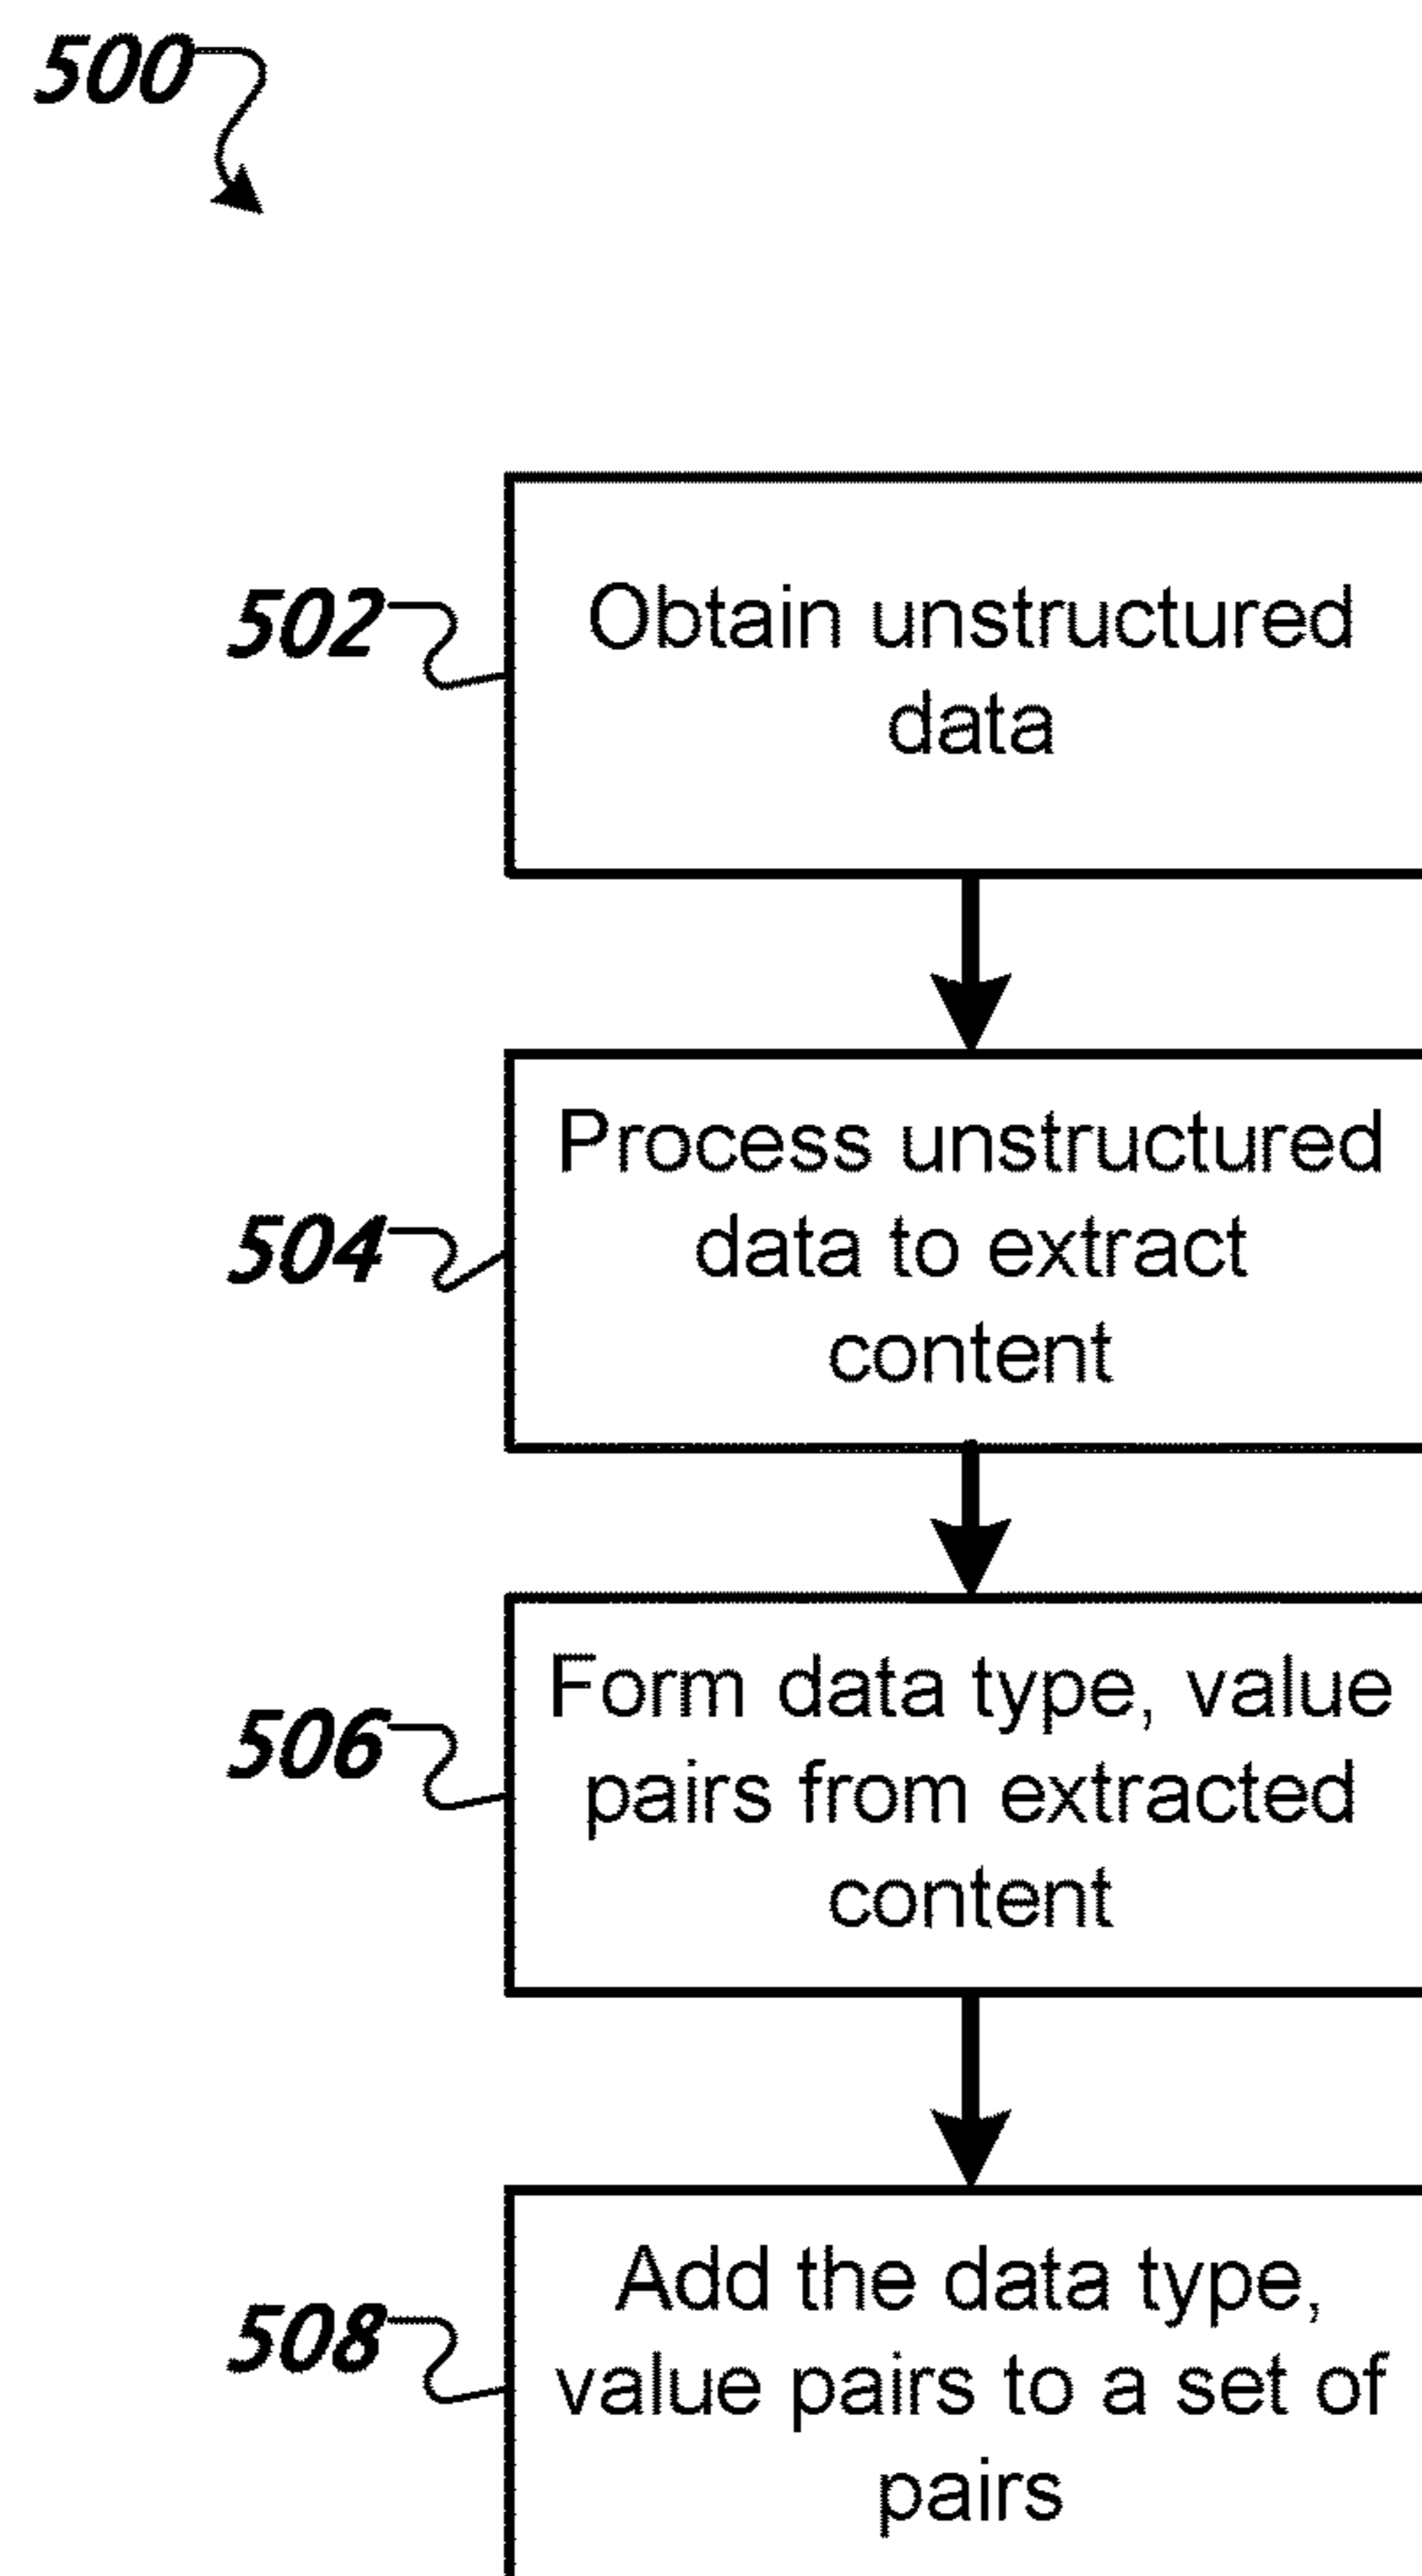 500
502
Obtain unstructured
data
504
Process unstructured
data to extract
content
506
Form data type, value
pairs from extracted
content
508
Add the data type,
value pairs to a set of
pairs